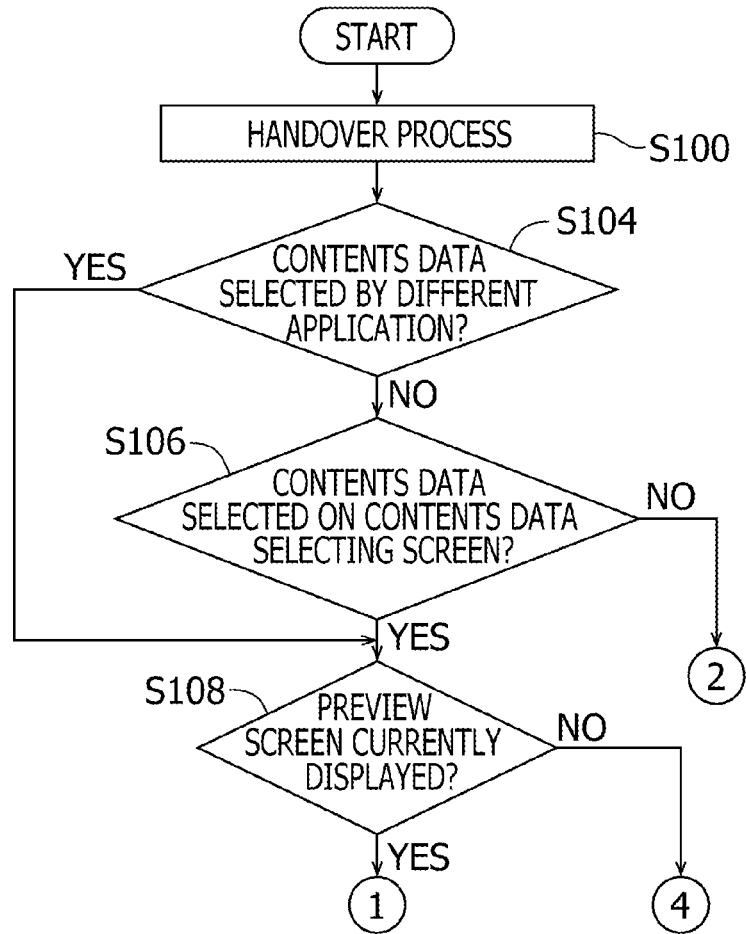 START
HANDOVER PROCESS
S100
S104
YES
CONTENTS DATA
SELECTED BY DIFFERENT
APPLICATION?
NO
S106
CONTENTS DATA
SELECTED ON CONTENTS DATA
SELECTING SCREEN?
NO
YES
2
S108
PREVIEW
SCREEN CURRENTLY
DISPLAYED?
NO
YES
1
4